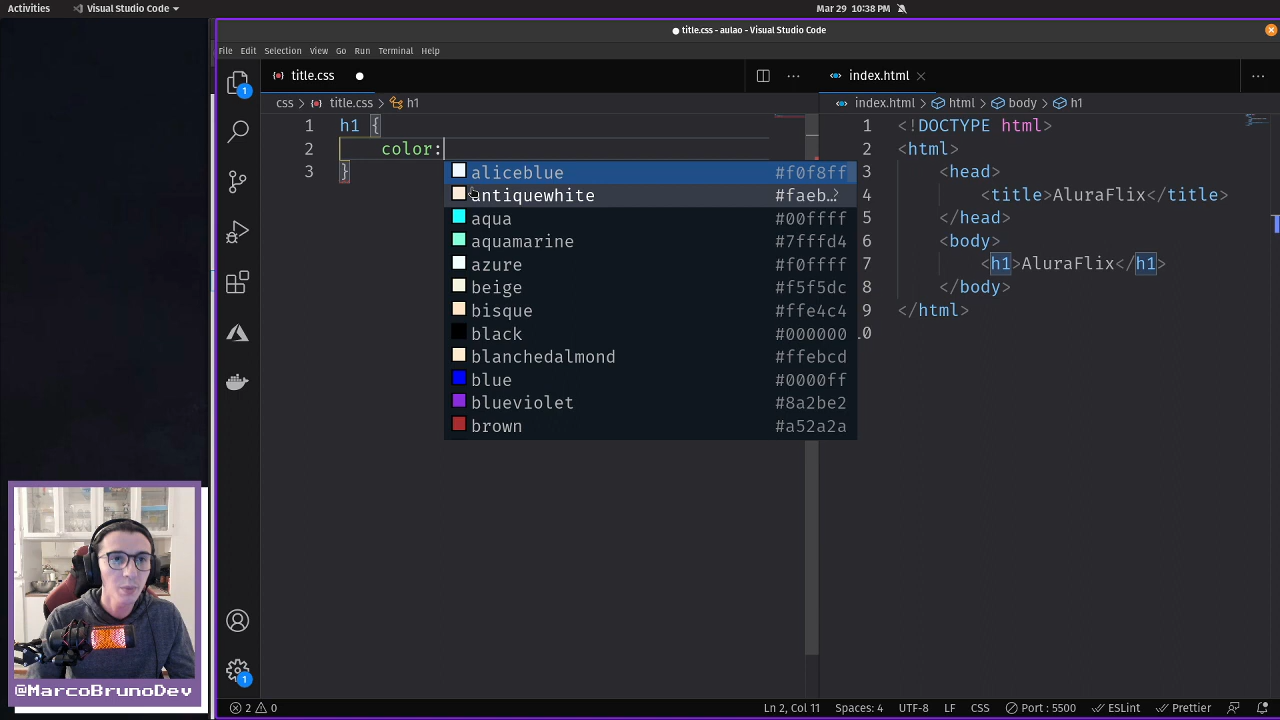 Activities
Visual Studio Code
Mar 29 10:38 PM
● title.css - aulao - Visual Studio Code
File Edit Selection View Go Run Terminal Help
title.css
index.html
css > title.css > h1
index.html > html > body > h1
1 h1 {
2 color:
3 }
aliceblue #f0f8ff
antiquewhite #faeb…
aqua #00ffff
aquamarine #7fffd4
azure #f0ffff
beige #f5f5dc
bisque #ffe4c4
black #000000
blanchedalmond #ffebcd
blue #0000ff
blueviolet #8a2be2
brown #a52a2a
1 <!DOCTYPE html>
2 <html>
3 <head>
4 <title>AluraFlix</title>
5 </head>
6 <body>
7 <h1>AluraFlix</h1>
8 </body>
9 </html>
10
1
1
@MarcoBrunoDev
2 0
Ln 2, Col 11 Spaces: 4 UTF-8 LF CSS Port : 5500 ESLint Prettier